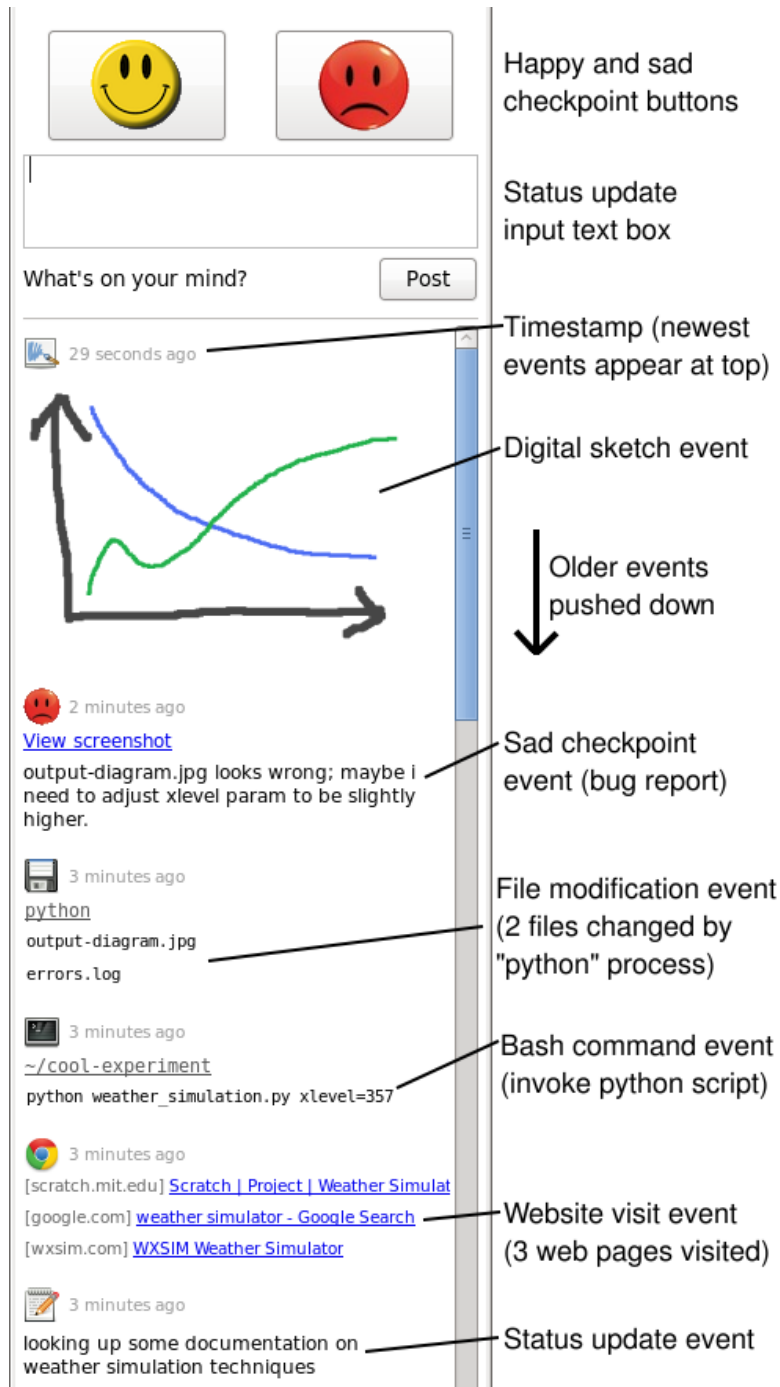 Happy and sad
checkpoint buttons
Status update
input text box
What's on your mind?
Post
29 seconds ago
Timestamp (newest
events appear at top)
Digital sketch event
Older events
pushed down
2 minutes ago
View screenshot
output-diagram.jpg looks wrong; maybe i
need to adjust xlevel param to be slightly
higher.
Sad checkpoint
event (bug report)
3 minutes ago
python
output-diagram.jpg
errors.log
File modification event
(2 files changed by
"python" process)
3 minutes ago
~/cool-experiment
python weather_simulation.py xlevel=357
Bash command event
(invoke python script)
3 minutes ago
[scratch.mit.edu] Scratch | Project | Weather Simulat
[google.com] weather simulator - Google Search
[wxsim.com] WXSIM Weather Simulator
Website visit event
(3 web pages visited)
3 minutes ago
looking up some documentation on
weather simulation techniques
Status update event